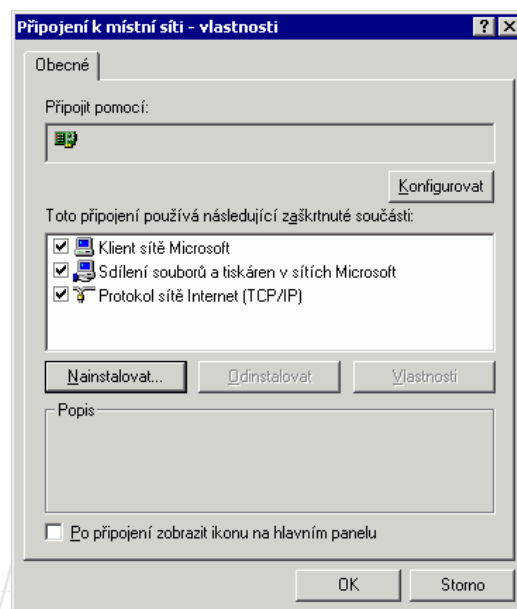 Připojení k místní síti - vlastnosti
Obecné
Připojit pomocí:
Konfigurovat
Toto připojení používá následující zaškrtnuté součásti:
Klient sítě Microsoft
Sdílení souborů a tiskáren v sítích Microsoft
Protokol sítě Internet (TCP/IP)
Nainstalovat... Odinstalovat Vlastnosti
Popis
Po připojení zobrazit ikonu na hlavním panelu
OK Storno